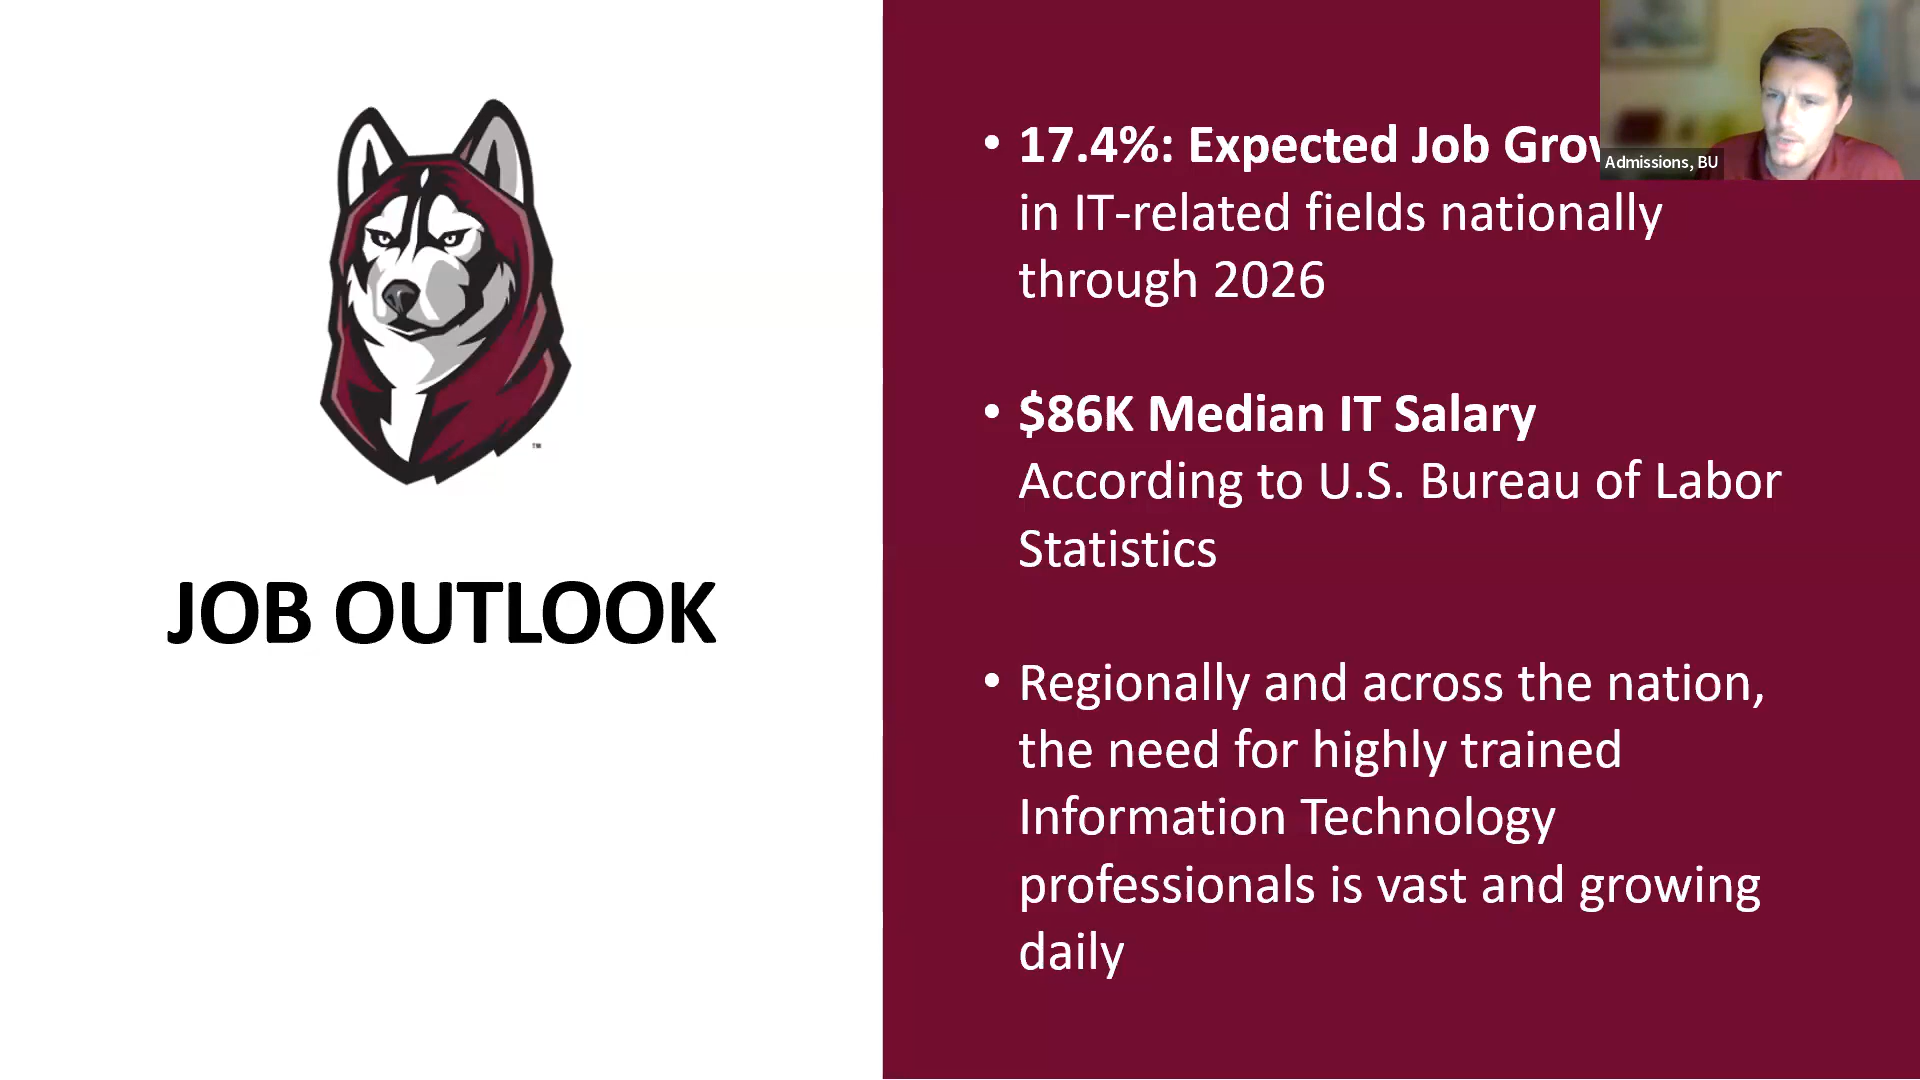 Admissions, BU
• 17.4%: Expected Job
in IT-related fields nationally
through 2026
• $86K Median IT Salary
According to U.S. Bureau of Labor
Statistics
JOB OUTLOOK
• Regionally and across the nation,
the need for highly trained
Information Technology
professionals is vast and growing
daily